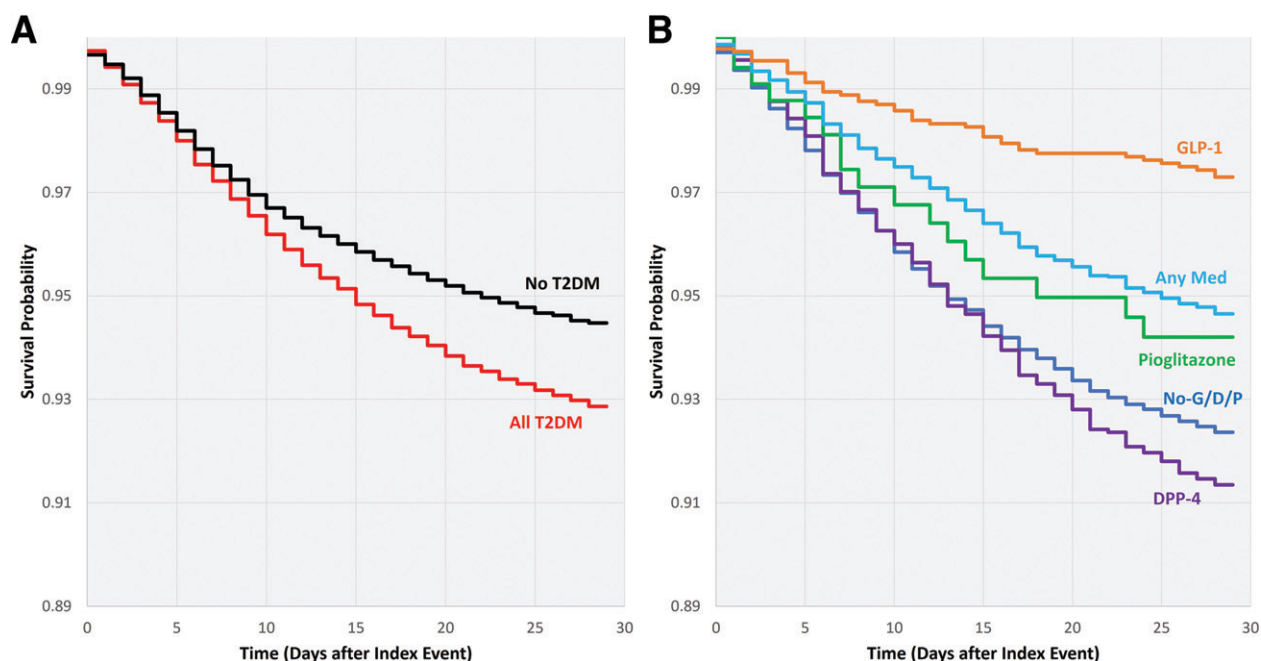 A
Survival Probability
0.99
0.97
0.95
0.93
0.91
0.89
No T2DM
All T2DM
0
5
10
15
20
25
30
Time (Days after Index Event)
B
Survival Probability
0.99
0.97
0.95
0.93
0.91
0.89
GLP-1
Any Med
Pioglitazone
No-G/D/P
DPP-4
0
5
10
15
20
25
30
Time (Days after Index Event)